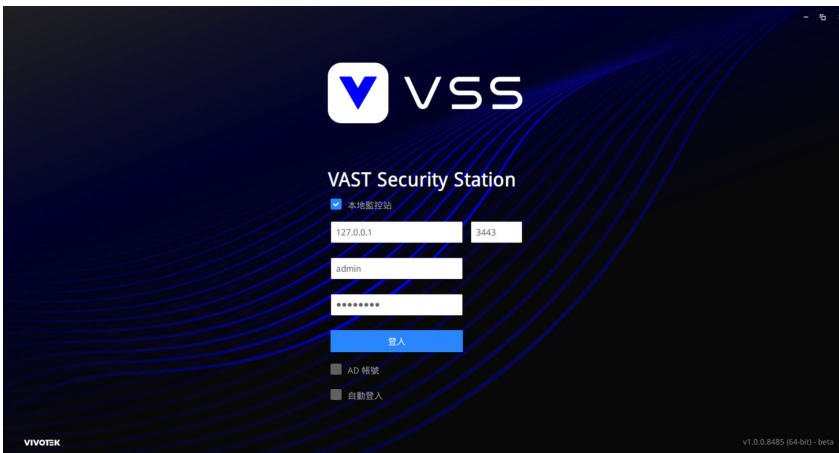 VSS
VAST Security Station
本地監控站
127.0.0.1 3443
admin
••••••••
登入
AD 帳號
自動登入
VIVOTEK v1.0.0.8485 (64-bit) - beta